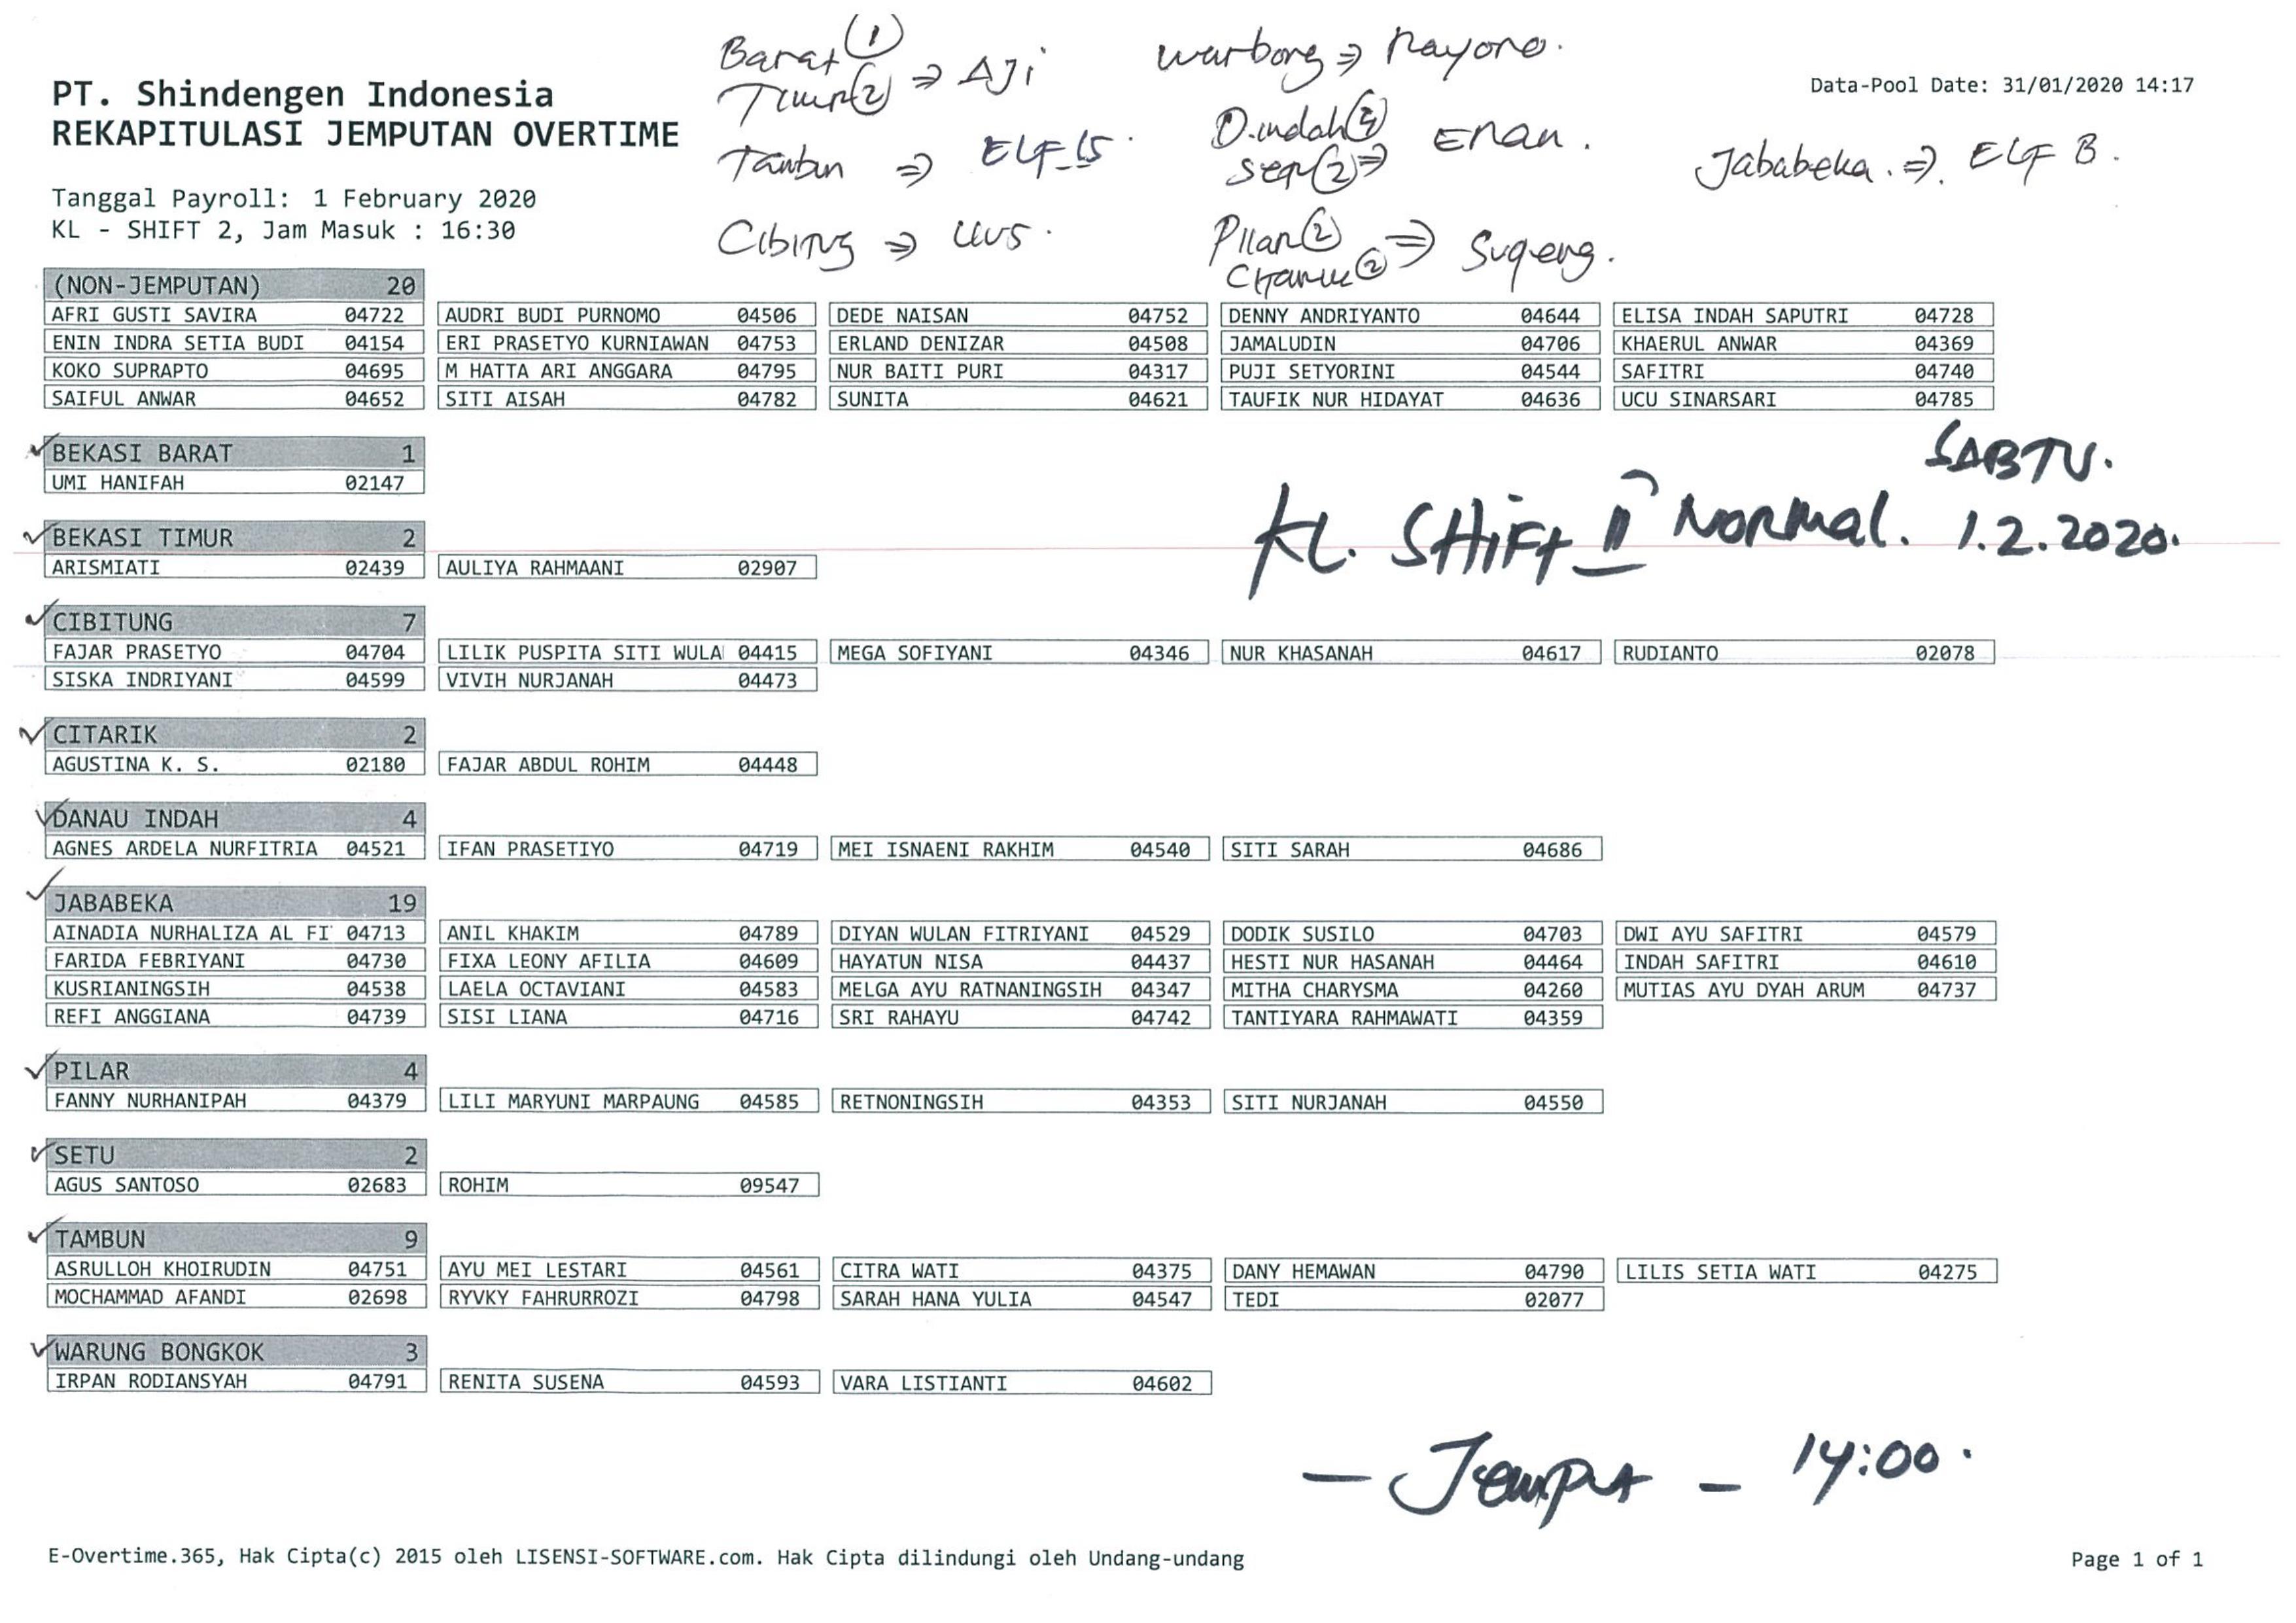 Barat (1)
Timur (2) ⇒ Aji
Tambun ⇒ ELF 15.
Cibitung ⇒ UUS.
warbong ⇒
D.indah (4)
Setu (2) ⇒ Enan.
Pilar (2)
Citarik (2) ⇒ Sugeng.
Jababeka. ⇒. ELF B.
PT. Shindengen Indonesia
REKAPITULASI JEMPUTAN OVERTIME
Data-Pool Date: 31/01/2020 14:17
Tanggal Payroll: 1 February 2020
KL - SHIFT 2, Jam Masuk : 16:30
(NON-JEMPUTAN) 20
AFRI GUSTI SAVIRA 04722 AUDRI BUDI PURNOMO 04506 DEDE NAISAN 04752 DENNY ANDRIYANTO 04644 ELISA INDAH SAPUTRI 04728
ENIN INDRA SETIA BUDI 04154 ERI PRASETYO KURNIAWAN 04753 ERLAND DENIZAR 04508 JAMALUDIN 04706 KHAERUL ANWAR 04369
KOKO SUPRAPTO 04695 M HATTA ARI ANGGARA 04795 NUR BAITI PURI 04317 PUJI SETYORINI 04544 SAFITRI 04740
SAIFUL ANWAR 04652 SITI AISAH 04782 SUNITA 04621 TAUFIK NUR HIDAYAT 04636 UCU SINARSARI 04785
BEKASI BARAT 1
UMI HANIFAH 02147
SABTU.
KL. SHIFT II Normal. 1.2.2020.
BEKASI TIMUR 2
ARISMIATI 02439 AULIYA RAHMAANI 02907
CIBITUNG 7
FAJAR PRASETYO 04704 LILIK PUSPITA SITI WULA 04415 MEGA SOFIYANI 04346 NUR KHASANAH 04617 RUDIANTO 02078
SISKA INDRIYANI 04599 VIVIH NURJANAH 04473
CITARIK 2
AGUSTINA K. S. 02180 FAJAR ABDUL ROHIM 04448
DANAU INDAH 4
AGNES ARDELA NURFITRIA 04521 IFAN PRASETIYO 04719 MEI ISNAENI RAKHIM 04540 SITI SARAH 04686
JABABEKA 19
AINADIA NURHALIZA AL FI 04713 ANIL KHAKIM 04789 DIYAN WULAN FITRIYANI 04529 DODIK SUSILO 04703 DWI AYU SAFITRI 04579
FARIDA FEBRIYANI 04730 FIXA LEONY AFILIA 04609 HAYATUN NISA 04437 HESTI NUR HASANAH 04464 INDAH SAFITRI 04610
KUSRIANINGSIH 04538 LAELA OCTAVIANI 04583 MELGA AYU RATNANINGSIH 04347 MITHA CHARYSMA 04260 MUTIAS AYU DYAH ARUM 04737
REFI ANGGIANA 04739 SISI LIANA 04716 SRI RAHAYU 04742 TANTIYARA RAHMAWATI 04359
PILAR 4
FANNY NURHANIPAH 04379 LILI MARYUNI MARPAUNG 04585 RETNONINGSIH 04353 SITI NURJANAH 04550
SETU 2
AGUS SANTOSO 02683 ROHIM 09547
TAMBUN 9
ASRULLOH KHOIRUDIN 04751 AYU MEI LESTARI 04561 CITRA WATI 04375 DANY HEMAWAN 04790 LILIS SETIA WATI 04275
MOCHAMMAD AFANDI 02698 RYVKY FAHRURROZI 04798 SARAH HANA YULIA 04547 TEDI 02077
WARUNG BONGKOK 3
IRPAN RODIANSYAH 04791 RENITA SUSENA 04593 VARA LISTIANTI 04602
- Jemput - 14:00.
E-Overtime.365, Hak Cipta(c) 2015 oleh LISENSI-SOFTWARE.com. Hak Cipta dilindungi oleh Undang-undang
Page 1 of 1